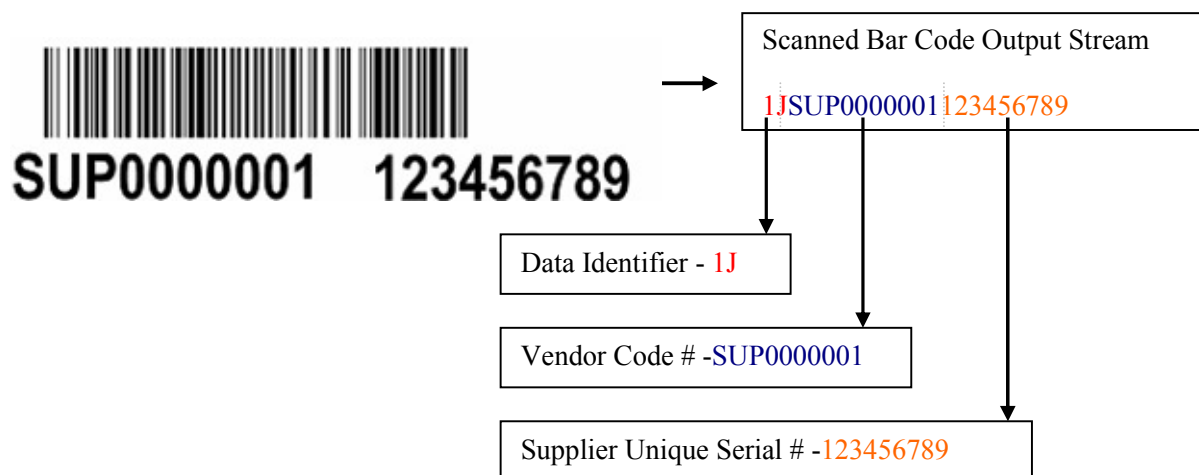 Scanned Bar Code Output Stream
1JSUP0000001123456789
SUP0000001 123456789
Data Identifier - 1J
Vendor Code # -SUP0000001
Supplier Unique Serial # -123456789